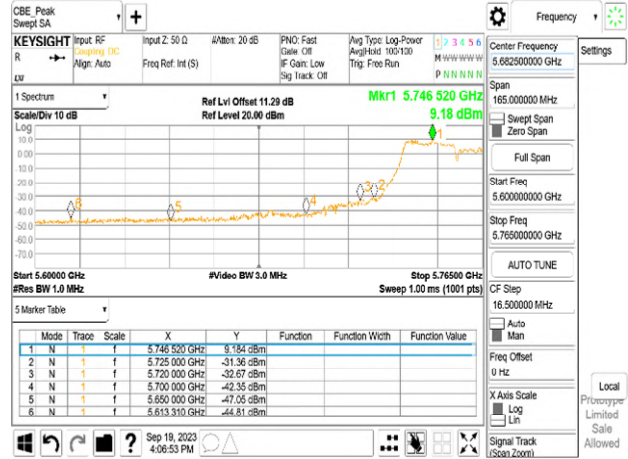 CBE_Peak
Swept SA
Frequency
KEYSIGHT
R
Input: RF
Coupling: DC
Align: Auto
Input Z: 50 Ω
Freq Ref: Int (S)
#Atten: 20 dB
PNO: Fast
Gate: Off
IF Gain: Low
Sig Track: Off
Avg Type: Log-Power
Avg|Hold: 100/100
Trig: Free Run
1 2 3 4 5 6
M W W W W W
P N N N N N
LXI
Center Frequency
5.682500000 GHz
Settings
Span
165.000000 MHz
Swept Span
Zero Span
Full Span
Start Freq
5.600000000 GHz
Stop Freq
5.765000000 GHz
AUTO TUNE
CF Step
16.500000 MHz
Auto
Man
Freq Offset
0 Hz
X Axis Scale
Log
Lin
Signal Track
(Span Zoom)
Local
Prototype
Limited
Sale
Allowed
1 Spectrum
Scale/Div 10 dB
Log
Ref Lvl Offset 11.29 dB
Ref Level 20.00 dBm
Mkr1 5.746 520 GHz
9.18 dBm
10.0
0.00
-10.0
-20.0
-30.0
-40.0
-50.0
-60.0
-70.0
1
2
3
4
5
6
Start 5.60000 GHz
#Res BW 1.0 MHz
#Video BW 3.0 MHz
Stop 5.76500 GHz
Sweep 1.00 ms (1001 pts)
5 Marker Table
Mode Trace Scale X Y Function Function Width Function Value
1 N 1 f 5.746 520 GHz 9.184 dBm
2 N 1 f 5.725 000 GHz -31.36 dBm
3 N 1 f 5.720 000 GHz -32.67 dBm
4 N 1 f 5.700 000 GHz -42.35 dBm
5 N 1 f 5.650 000 GHz -47.05 dBm
6 N 1 f 5.613 310 GHz -44.81 dBm
?
Sep 19, 2023
4:06:53 PM